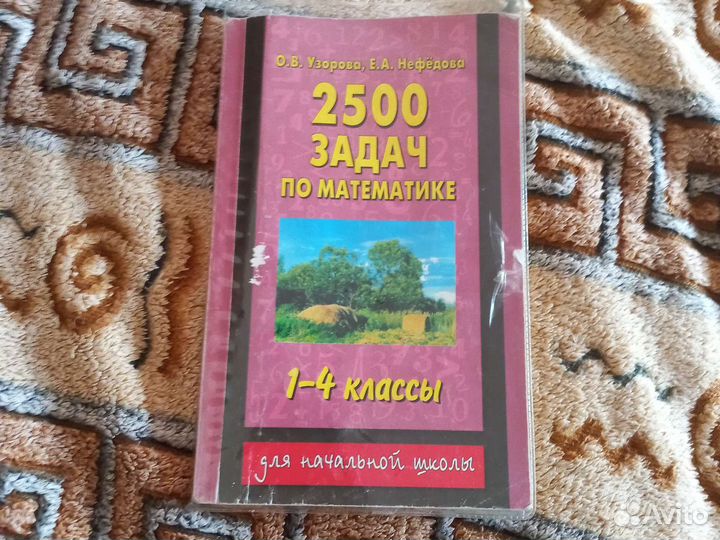 О.В. Узорова, Е.А. Нефёдова
2500
ЗАДАЧ
ПО МАТЕМАТИКЕ
1–4 классы
для начальной школы
Avito